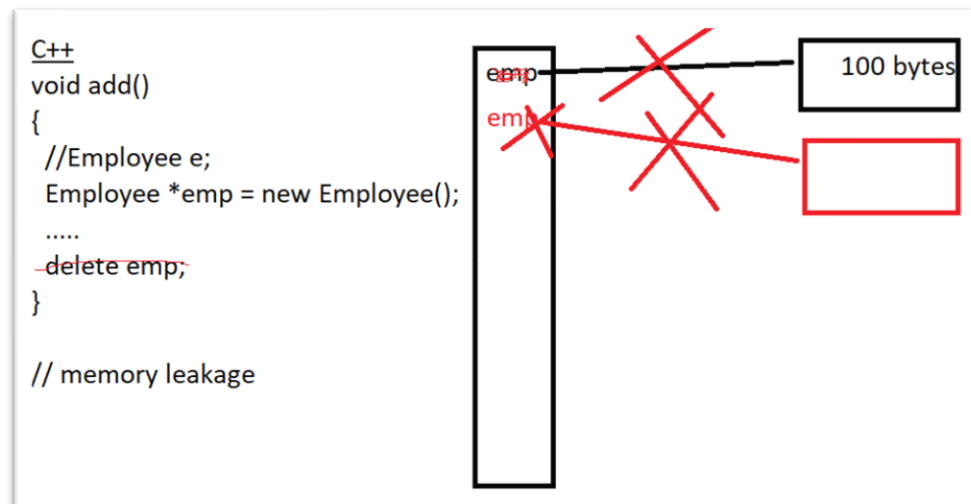 C++
void add()
{
//Employee e;
Employee *emp = new Employee();
.....
delete emp;
}
// memory leakage
emp
emp
100 bytes